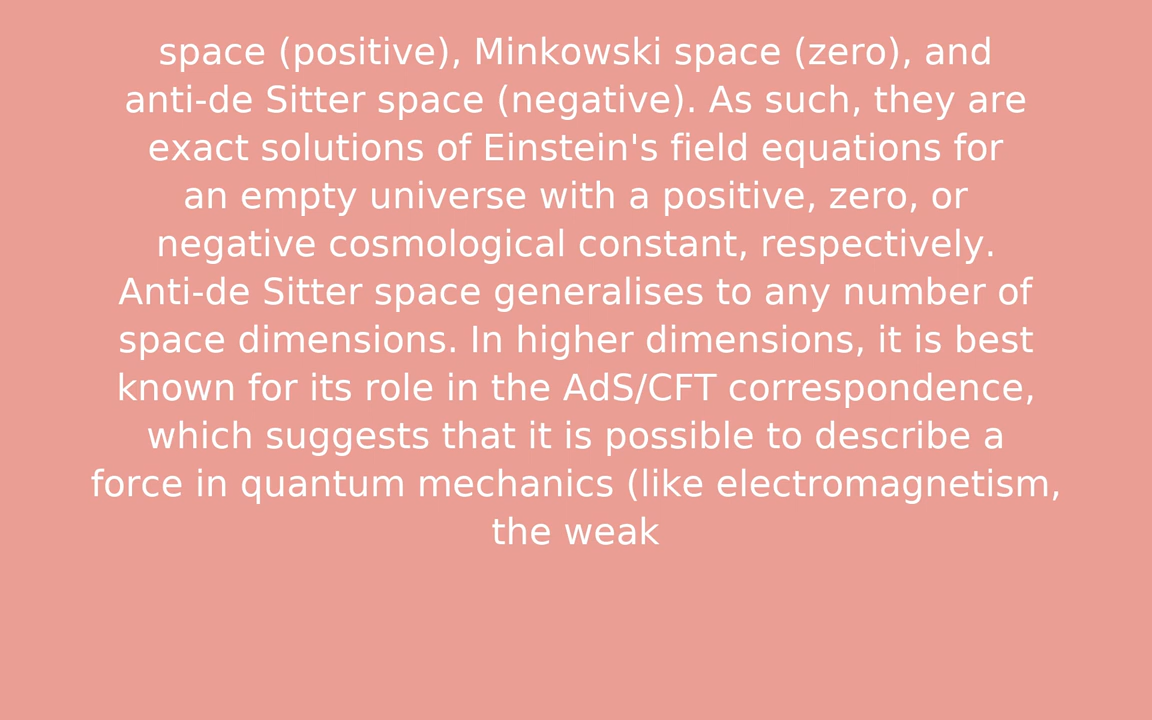 space (positive), Minkowski space (zero), and
anti-de Sitter space (negative). As such, they are
exact solutions of Einstein's field equations for
an empty universe with a positive, zero, or
negative cosmological constant, respectively.
Anti-de Sitter space generalises to any number of
space dimensions. In higher dimensions, it is best
known for its role in the AdS/CFT correspondence,
which suggests that it is possible to describe a
force in quantum mechanics (like electromagnetism,
the weak